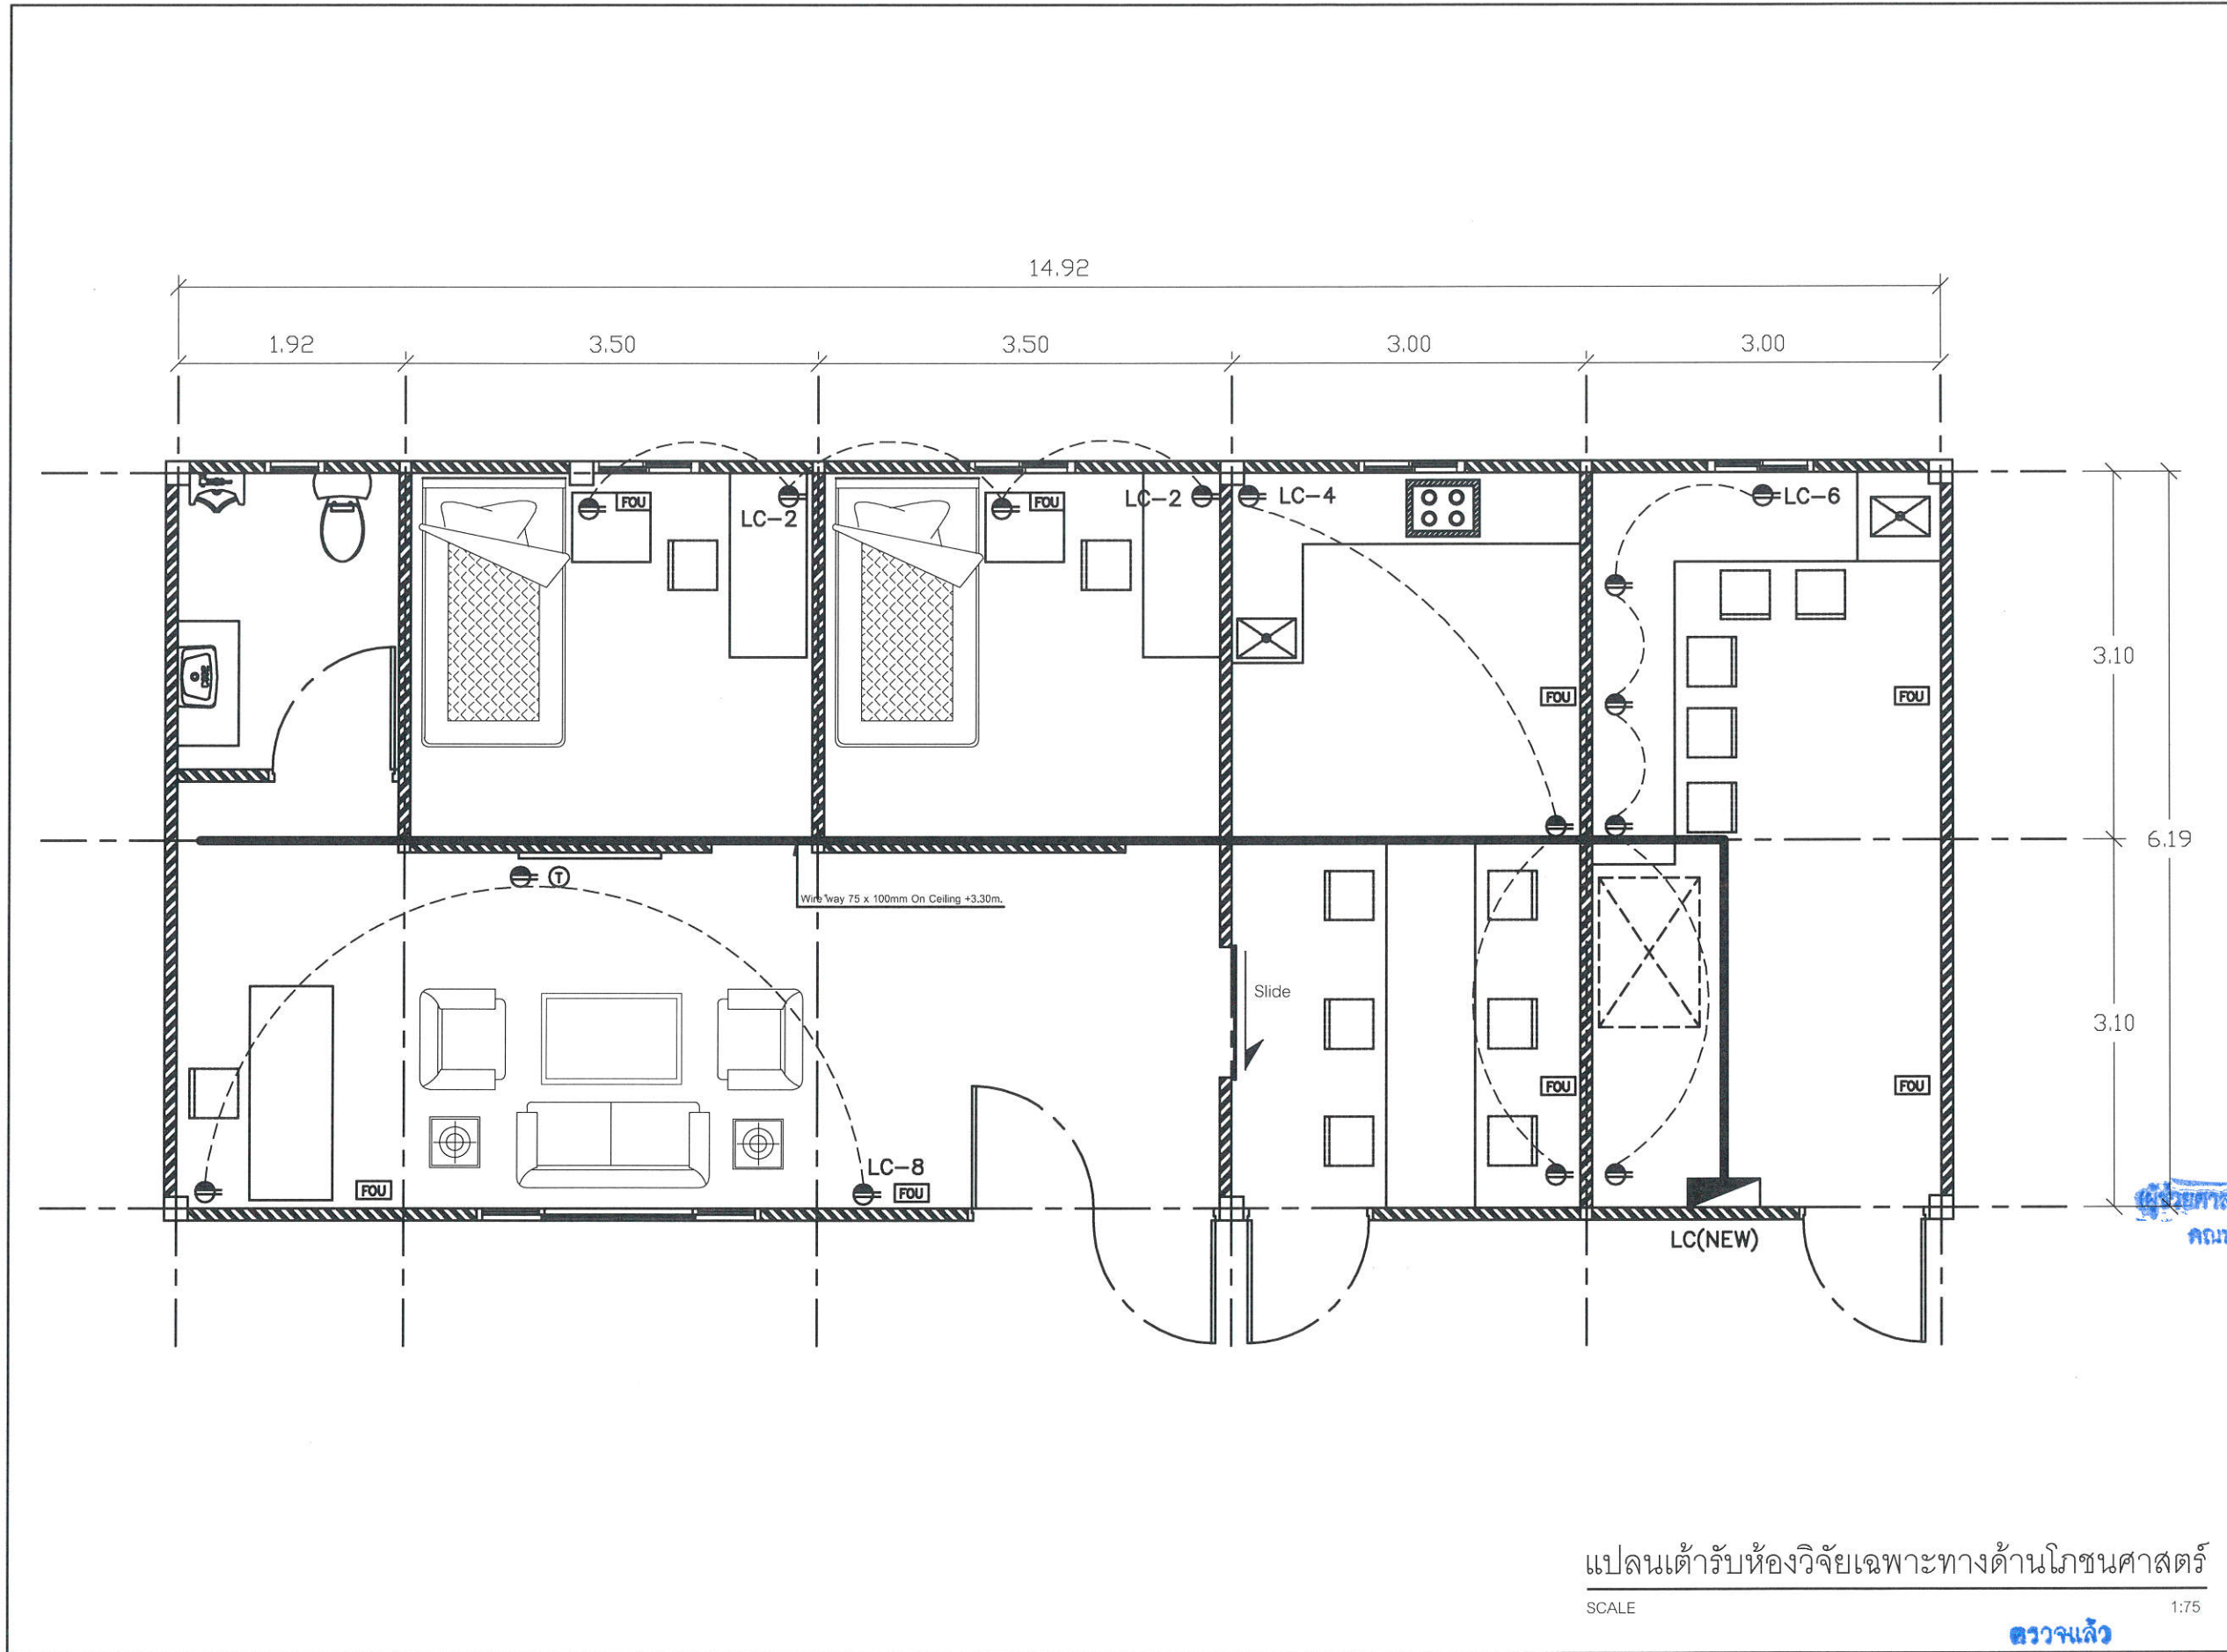 14.92
1.92
3.50
3.50
3.00
3.00
FOU
LC-2
FOU
LC-2
LC-4
LC-6
3.10
FOU
FOU
6.19
T
Wire way 75 x 100mm On Ceiling +3.30m.
Slide
3.10
FOU
FOU
LC-8
FOU
FOU
LC(NEW)
แปลนเต้ารับห้องวิจัยเฉพาะทางด้านโภชนศาสตร์
SCALE 1:75
ตรวจแล้ว